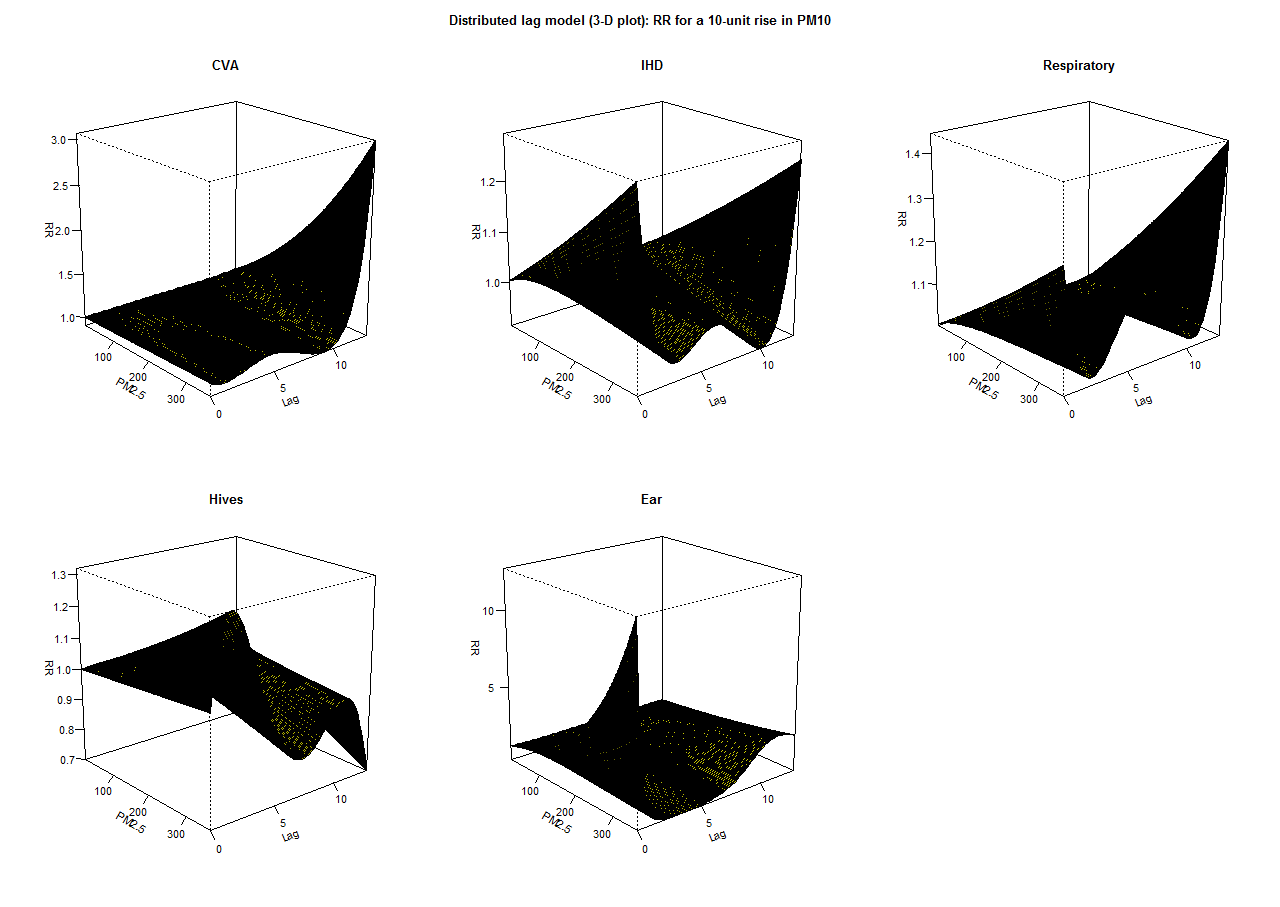 Distributed lag model (3-D plot): RR for a 10-unit rise in PM10
CVA
3.0
2.5
2.0
1.5
1.0
RR
100
200
300
PM2.5
0
5
10
Lag
IHD
1.2
1.1
1.0
RR
100
200
300
PM2.5
0
5
10
Lag
Respiratory
1.4
1.3
1.2
1.1
RR
100
200
300
PM2.5
0
5
10
Lag
Hives
1.3
1.2
1.1
1.0
0.9
0.8
0.7
RR
100
200
300
PM2.5
0
5
10
Lag
Ear
10
5
RR
100
200
300
PM2.5
0
5
10
Lag